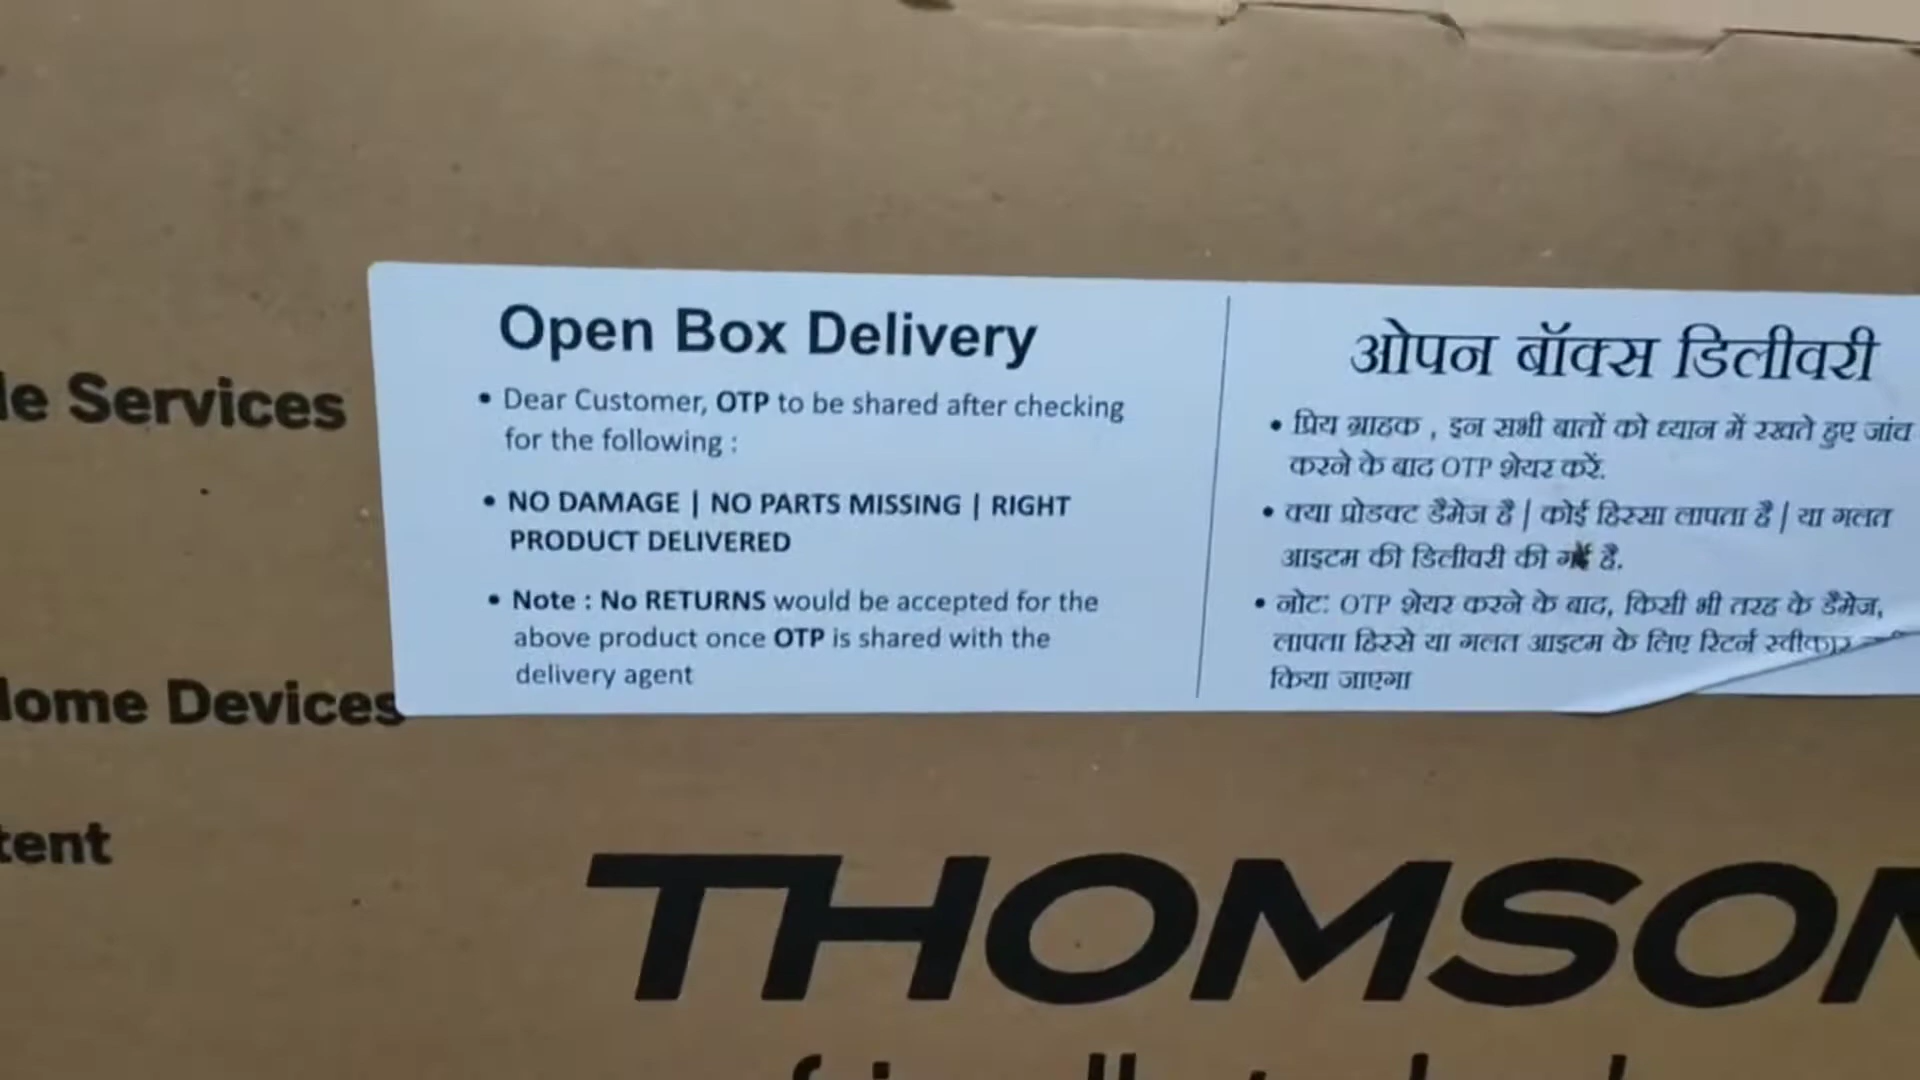 Services
Devices
Open Box Delivery
• Dear Customer, OTP to be shared after checking
for the following :
• NO DAMAGE | NO PARTS MISSING | RIGHT
PRODUCT DELIVERED
• Note : No RETURNS would be accepted for the
above product once OTP is shared with the
delivery agent
ओपन बॉक्स डिलीवरी
• प्रिय ग्राहक , इन सभी बातों को ध्यान में रखते हुए जांच
करने के बाद OTP शेयर करें.
• क्या प्रोडक्ट डैमेज है | कोई हिस्सा लापता है | या गलत
आइटम की डिलीवरी की गई है.
• नोट: OTP शेयर करने के बाद, किसी भी तरह के डैमेज,
लापता हिस्से या गलत आइटम के लिए रिटर्न स्वीकार
किया जाएगा
THOMSON